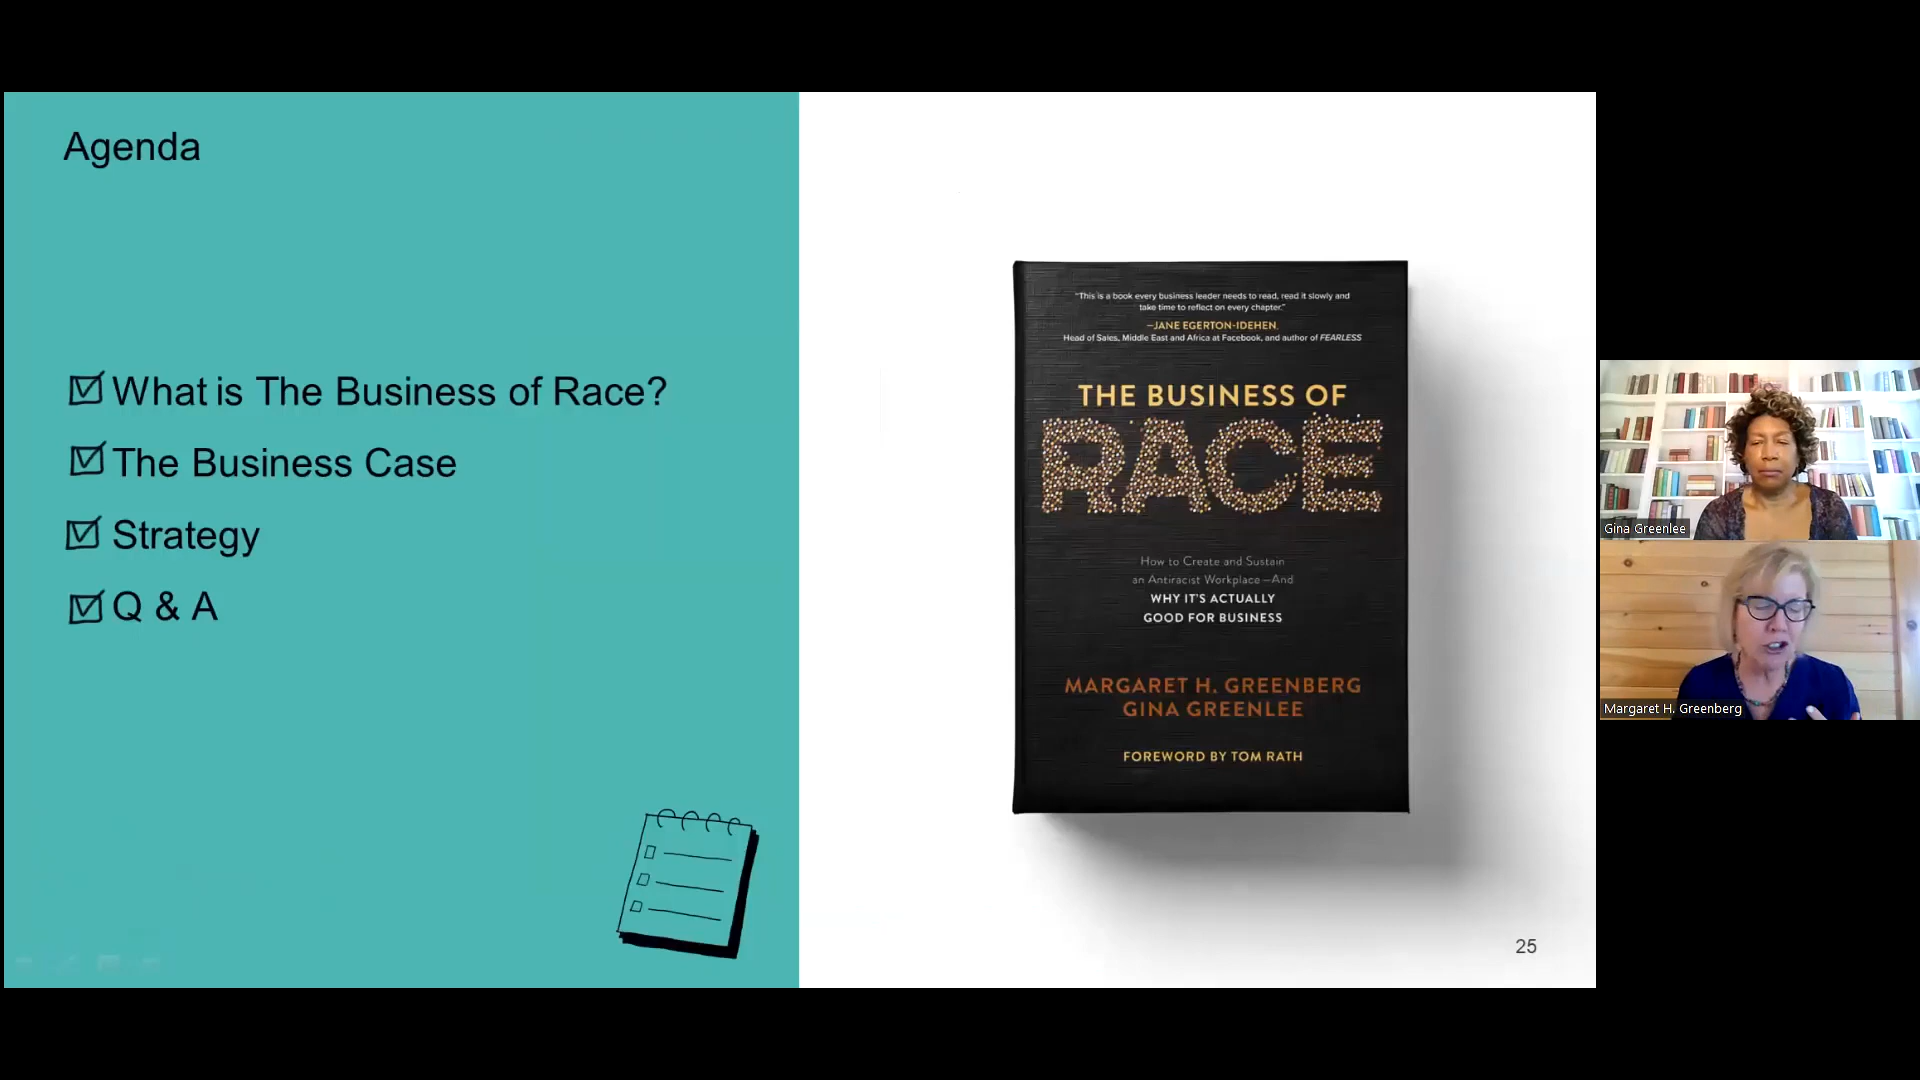 Agenda
What is The Business of Race?
The Business Case
Strategy
Q & A
"This is a book every business leader needs to read, read it slowly and
take time to reflect on every chapter."
—JANE EGERTON-IDEHEN,
Head of Sales, Middle East and Africa at Facebook, and author of FEARLESS
THE BUSINESS OF
RACE
How to Create and Sustain
an Antiracist Workplace—And
WHY IT'S ACTUALLY
GOOD FOR BUSINESS
MARGARET H. GREENBERG
GINA GREENLEE
FOREWORD BY TOM RATH
25
Gina Greenlee
Margaret H. Greenberg